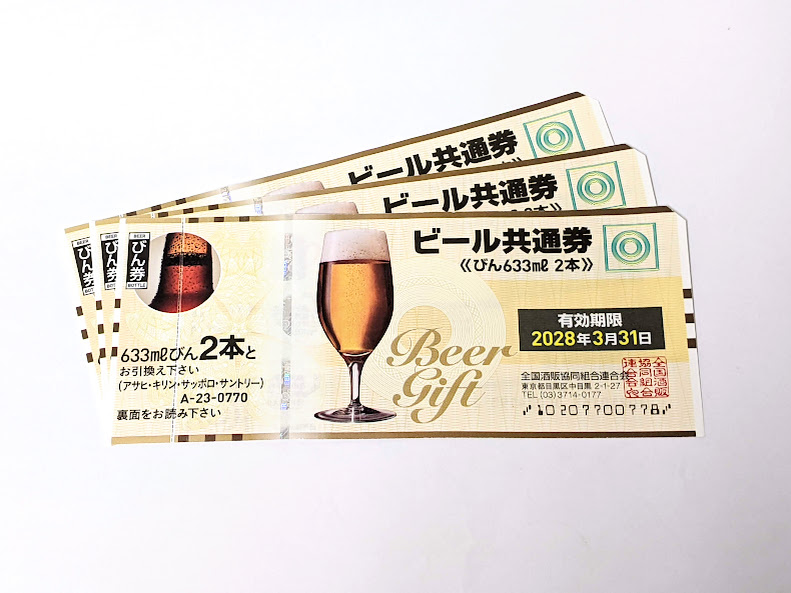 ビール共通券
ビール共通券
BEER
びん券
BOTTLE
ビール共通券
《びん633㎖ 2本》
633㎖びん2本と
お引換え下さい
(アサヒ・キリン・サッポロ・サントリー)
A-23-0770
裏面をお読み下さい
Beer
Gift
有効期限
2028年3月31日
全国酒販協同組合連合会
東京都目黒区中目黒 2-1-27
TEL (03)3714-0177
10207700778